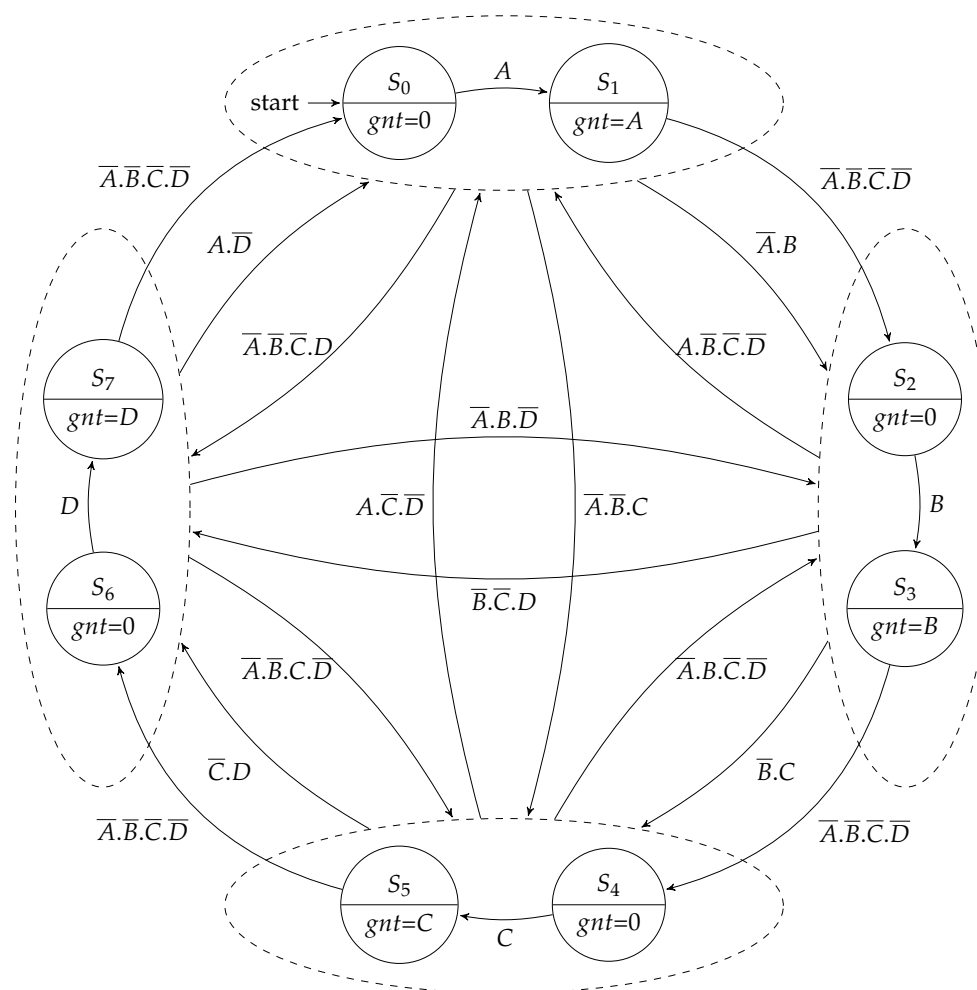 A
S₀
gnt=0
start
S₁
gnt=A
A̅.B̅.C̅.D̅
A̅.B̅.C̅.D̅
A.D̅
A̅.B
A̅.B̅.C̅.D
A.B̅.C̅.D̅
S₇
gnt=D
S₂
gnt=0
A̅.B.D̅
D
A.C̅.D̅
A̅.B̅.C
B
S₆
gnt=0
B̅.C̅.D
S₃
gnt=B
A̅.B̅.C.D̅
A̅.B.C̅.D̅
C̅.D
B̅.C
A̅.B̅.C̅.D̅
A̅.B̅.C̅.D̅
S₅
gnt=C
S₄
gnt=0
C